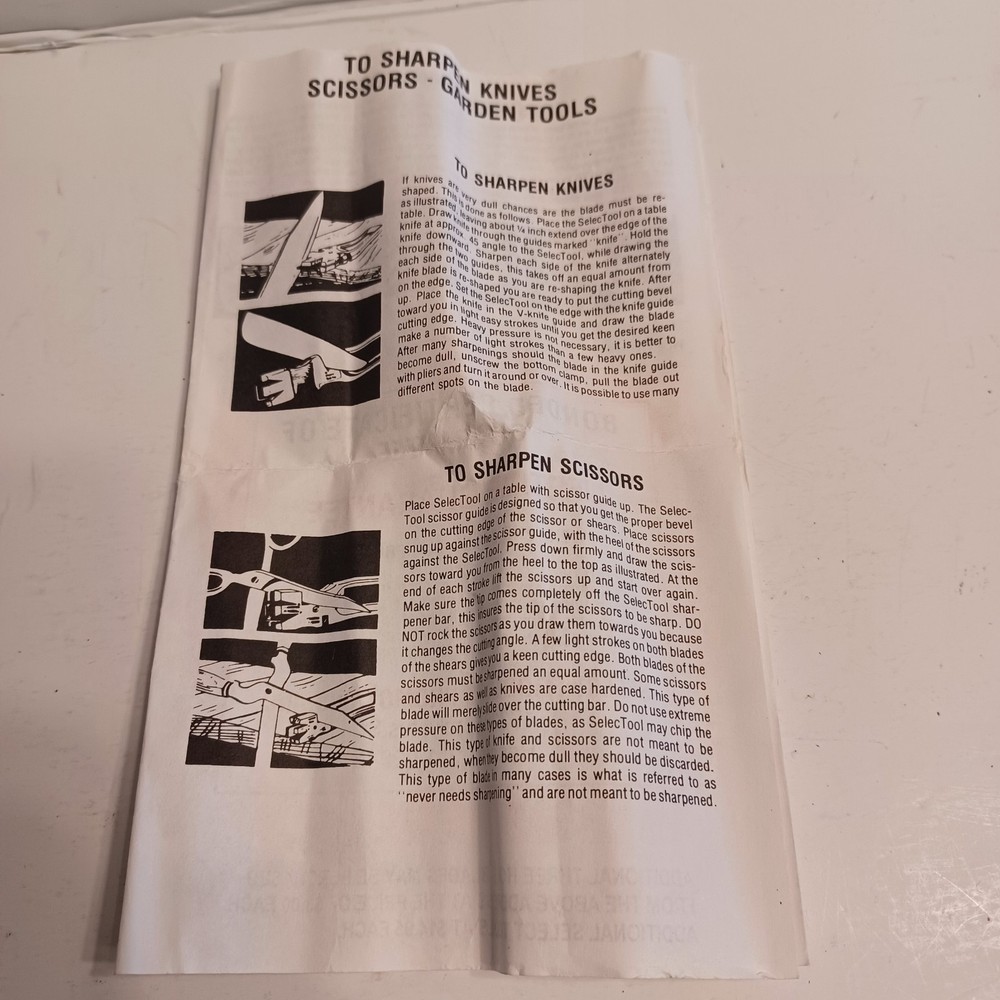 TO SHARPEN KNIVES
SCISSORS - GARDEN TOOLS
TO SHARPEN KNIVES
If knives are very dull chances are the blade must be re-
shaped. This is done as follows. Place the SelecTool on a table
as illustrated, leaving about ¼ inch extend over the edge of the
table. Draw knife through the guides marked "knife". Hold the
knife at approx. 45 angle to the SelecTool, while drawing the
knife downward. Sharpen each side of the knife alternately
through the two guides, this takes off an equal amount from
each side of the blade as you are re-shaping the knife. After
knife blade is re-shaped you are ready to put the cutting bevel
on the edge. Set the SelecTool on the edge with the knife guide
up. Place the knife in the V-knife guide and draw the blade
toward you in light easy strokes until you get the desired keen
cutting edge. Heavy pressure is not necessary, it is better to
make a number of light strokes than a few heavy ones.
After many sharpenings should the blade in the knife guide
become dull, unscrew the bottom clamp, pull the blade out
with pliers and turn it around or over. It is possible to use many
different spots on the blade.
TO SHARPEN SCISSORS
Place SelecTool on a table with scissor guide up. The Selec-
Tool scissor guide is designed so that you get the proper bevel
on the cutting edge of the scissor or shears. Place scissors
snug up against the scissor guide, with the heel of the scissors
against the SelecTool. Press down firmly and draw the scis-
sors toward you from the heel to the top as illustrated. At the
end of each stroke lift the scissors up and start over again.
Make sure the tip comes completely off the SelecTool shar-
pener bar, this insures the tip of the scissors to be sharp. DO
NOT rock the scissors as you draw them towards you because
it changes the cutting angle. A few light strokes on both blades
of the shears gives you a keen cutting edge. Both blades of the
scissors must be sharpened an equal amount. Some scissors
and shears as well as knives are case hardened. This type of
blade will merely slide over the cutting bar. Do not use extreme
pressure on these types of blades, as SelecTool may chip the
blade. This type of knife and scissors are not meant to be
sharpened, when they become dull they should be discarded.
This type of blade in many cases is what is referred to as
"never needs sharpening" and are not meant to be sharpened.